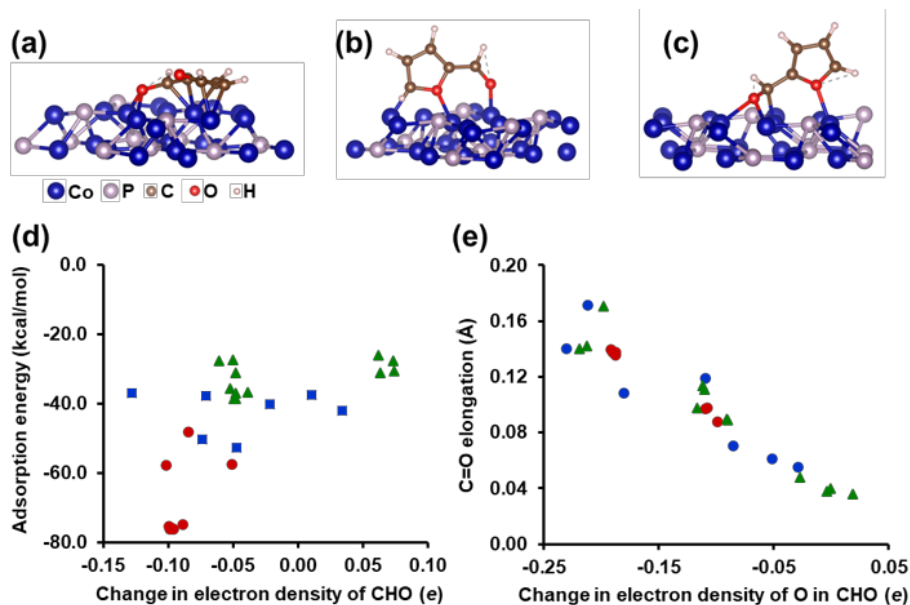 (a)
(b)
(c)
Co P C O H
(d)
Adsorption energy (kcal/mol)
0.0
-20.0
-40.0
-60.0
-80.0
-0.15 -0.10 -0.05 0.00 0.05 0.10
Change in electron density of CHO (e)
(e)
C=O elongation (Å)
0.20
0.16
0.12
0.08
0.04
0.00
-0.25 -0.15 -0.05 0.05
Change in electron density of O in CHO (e)